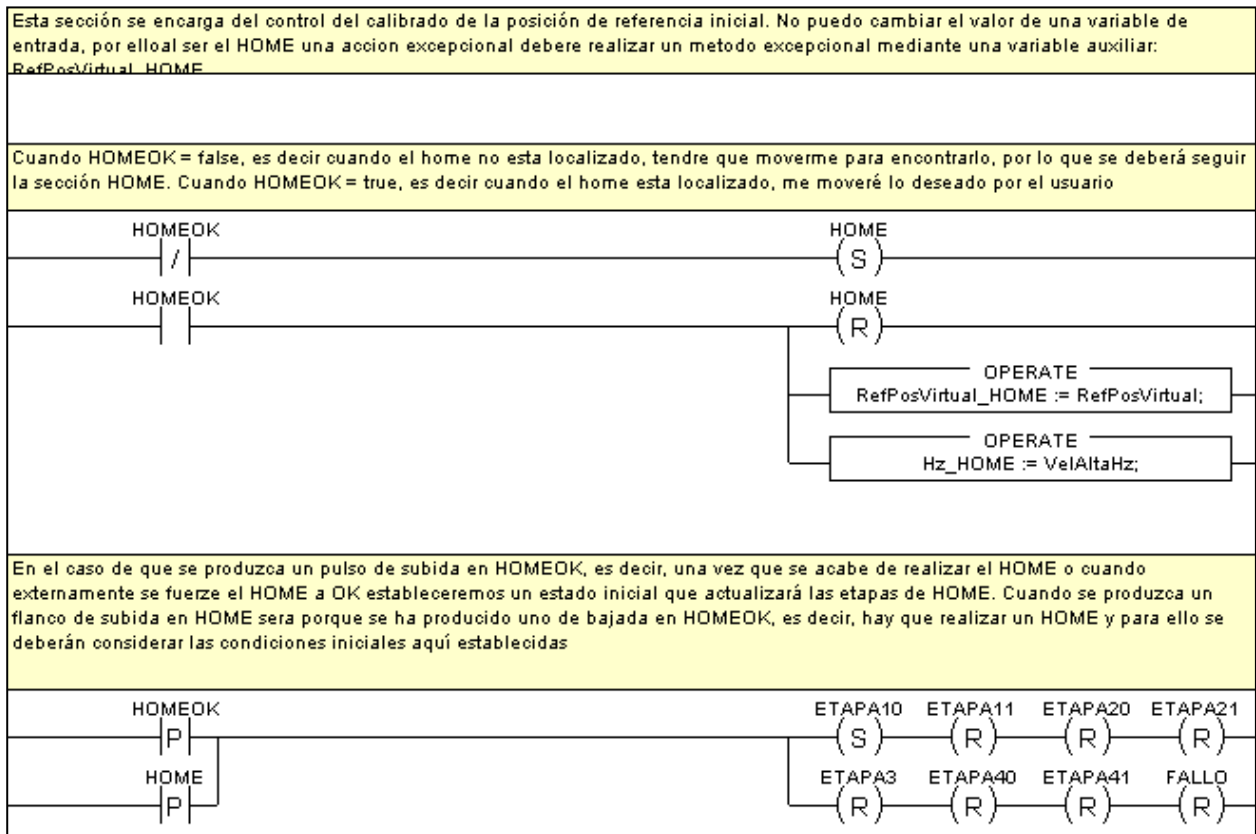 Esta sección se encarga del control del calibrado de la posición de referencia inicial. No puedo cambiar el valor de una variable de
entrada, por elloal ser el HOME una accion excepcional debere realizar un metodo excepcional mediante una variable auxiliar:
RefPosVirtual_HOME
Cuando HOMEOK = false, es decir cuando el home no esta localizado, tendre que moverme para encontrarlo, por lo que se deberá seguir
la sección HOME. Cuando HOMEOK = true, es decir cuando el home esta localizado, me moveré lo deseado por el usuario
HOMEOK HOME
/ S
HOMEOK HOME
R
OPERATE
RefPosVirtual_HOME := RefPosVirtual;
OPERATE
Hz_HOME := VelAltaHz;
En el caso de que se produzca un pulso de subida en HOMEOK, es decir, una vez que se acabe de realizar el HOME o cuando
externamente se fuerze el HOME a OK estableceremos un estado inicial que actualizará las etapas de HOME. Cuando se produzca un
flanco de subida en HOME sera porque se ha producido uno de bajada en HOMEOK, es decir, hay que realizar un HOME y para ello se
deberán considerar las condiciones iniciales aquí establecidas
HOMEOK ETAPA10 ETAPA11 ETAPA20 ETAPA21
P S R R R
HOME ETAPA3 ETAPA40 ETAPA41 FALLO
P R R R R